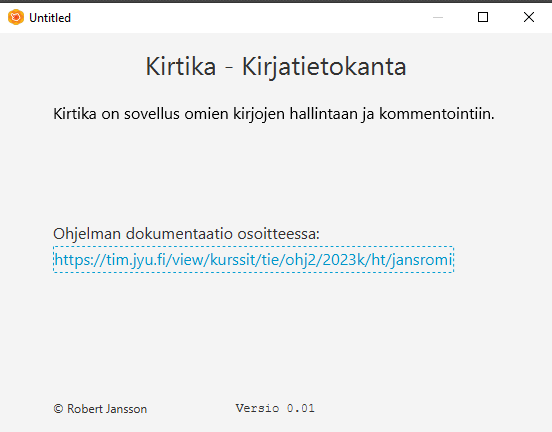 Untitled
Kirtika - Kirjatietokanta
Kirtika on sovellus omien kirjojen hallintaan ja kommentointiin.
Ohjelman dokumentaatio osoitteessa:
https://tim.jyu.fi/view/kurssit/tie/ohj2/2023k/ht/jansromi
© Robert Jansson Versio 0.01